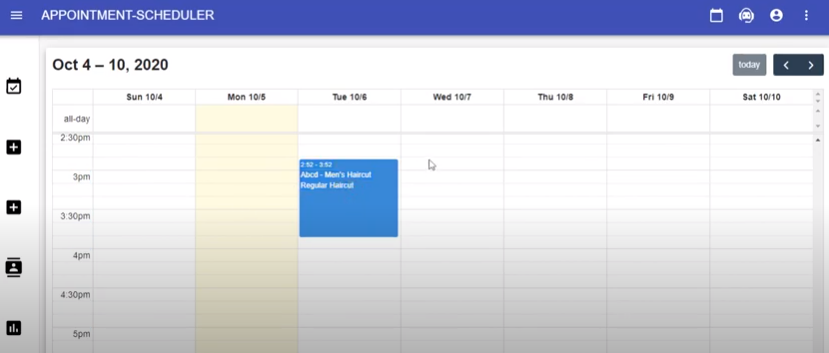 APPOINTMENT-SCHEDULER
Oct 4 – 10, 2020
today
Sun 10/4 Mon 10/5 Tue 10/6 Wed 10/7 Thu 10/8 Fri 10/9 Sat 10/10
all-day
2:30pm
2:52 - 3:52
Abcd - Men's Haircut
3pm
Regular Haircut
3:30pm
4pm
4:30pm
5pm